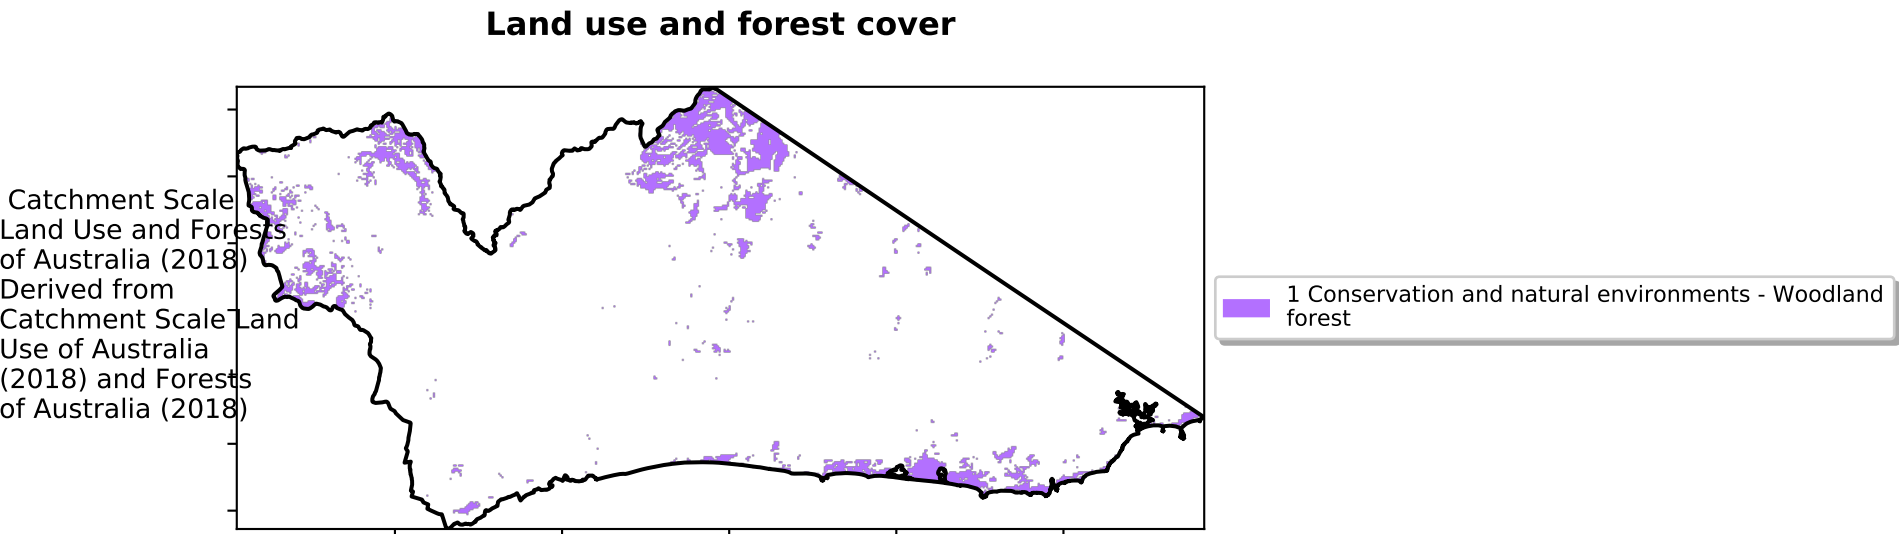 Land use and forest cover
Catchment Scale
Land Use and Forests
of Australia (2018)
Derived from
Catchment Scale Land
Use of Australia
(2018) and Forests
of Australia (2018)
1 Conservation and natural environments - Woodland
forest